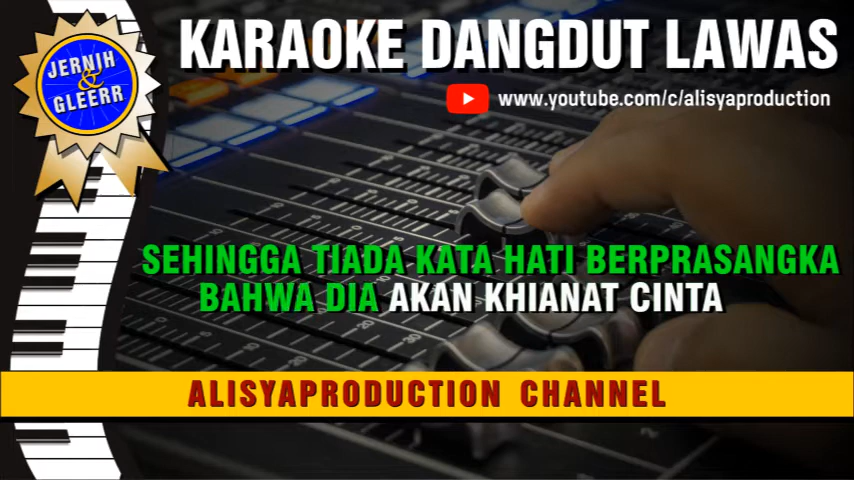 KARAOKE DANGDUT LAWAS
JERNIH
&
GLEERR
www.youtube.com/c/alisyaproduction
SEHINGGA TIADA KATA HATI BERPRASANGKA
BAHWA DIA AKAN KHIANAT CINTA
ALISYAPRODUCTION CHANNEL